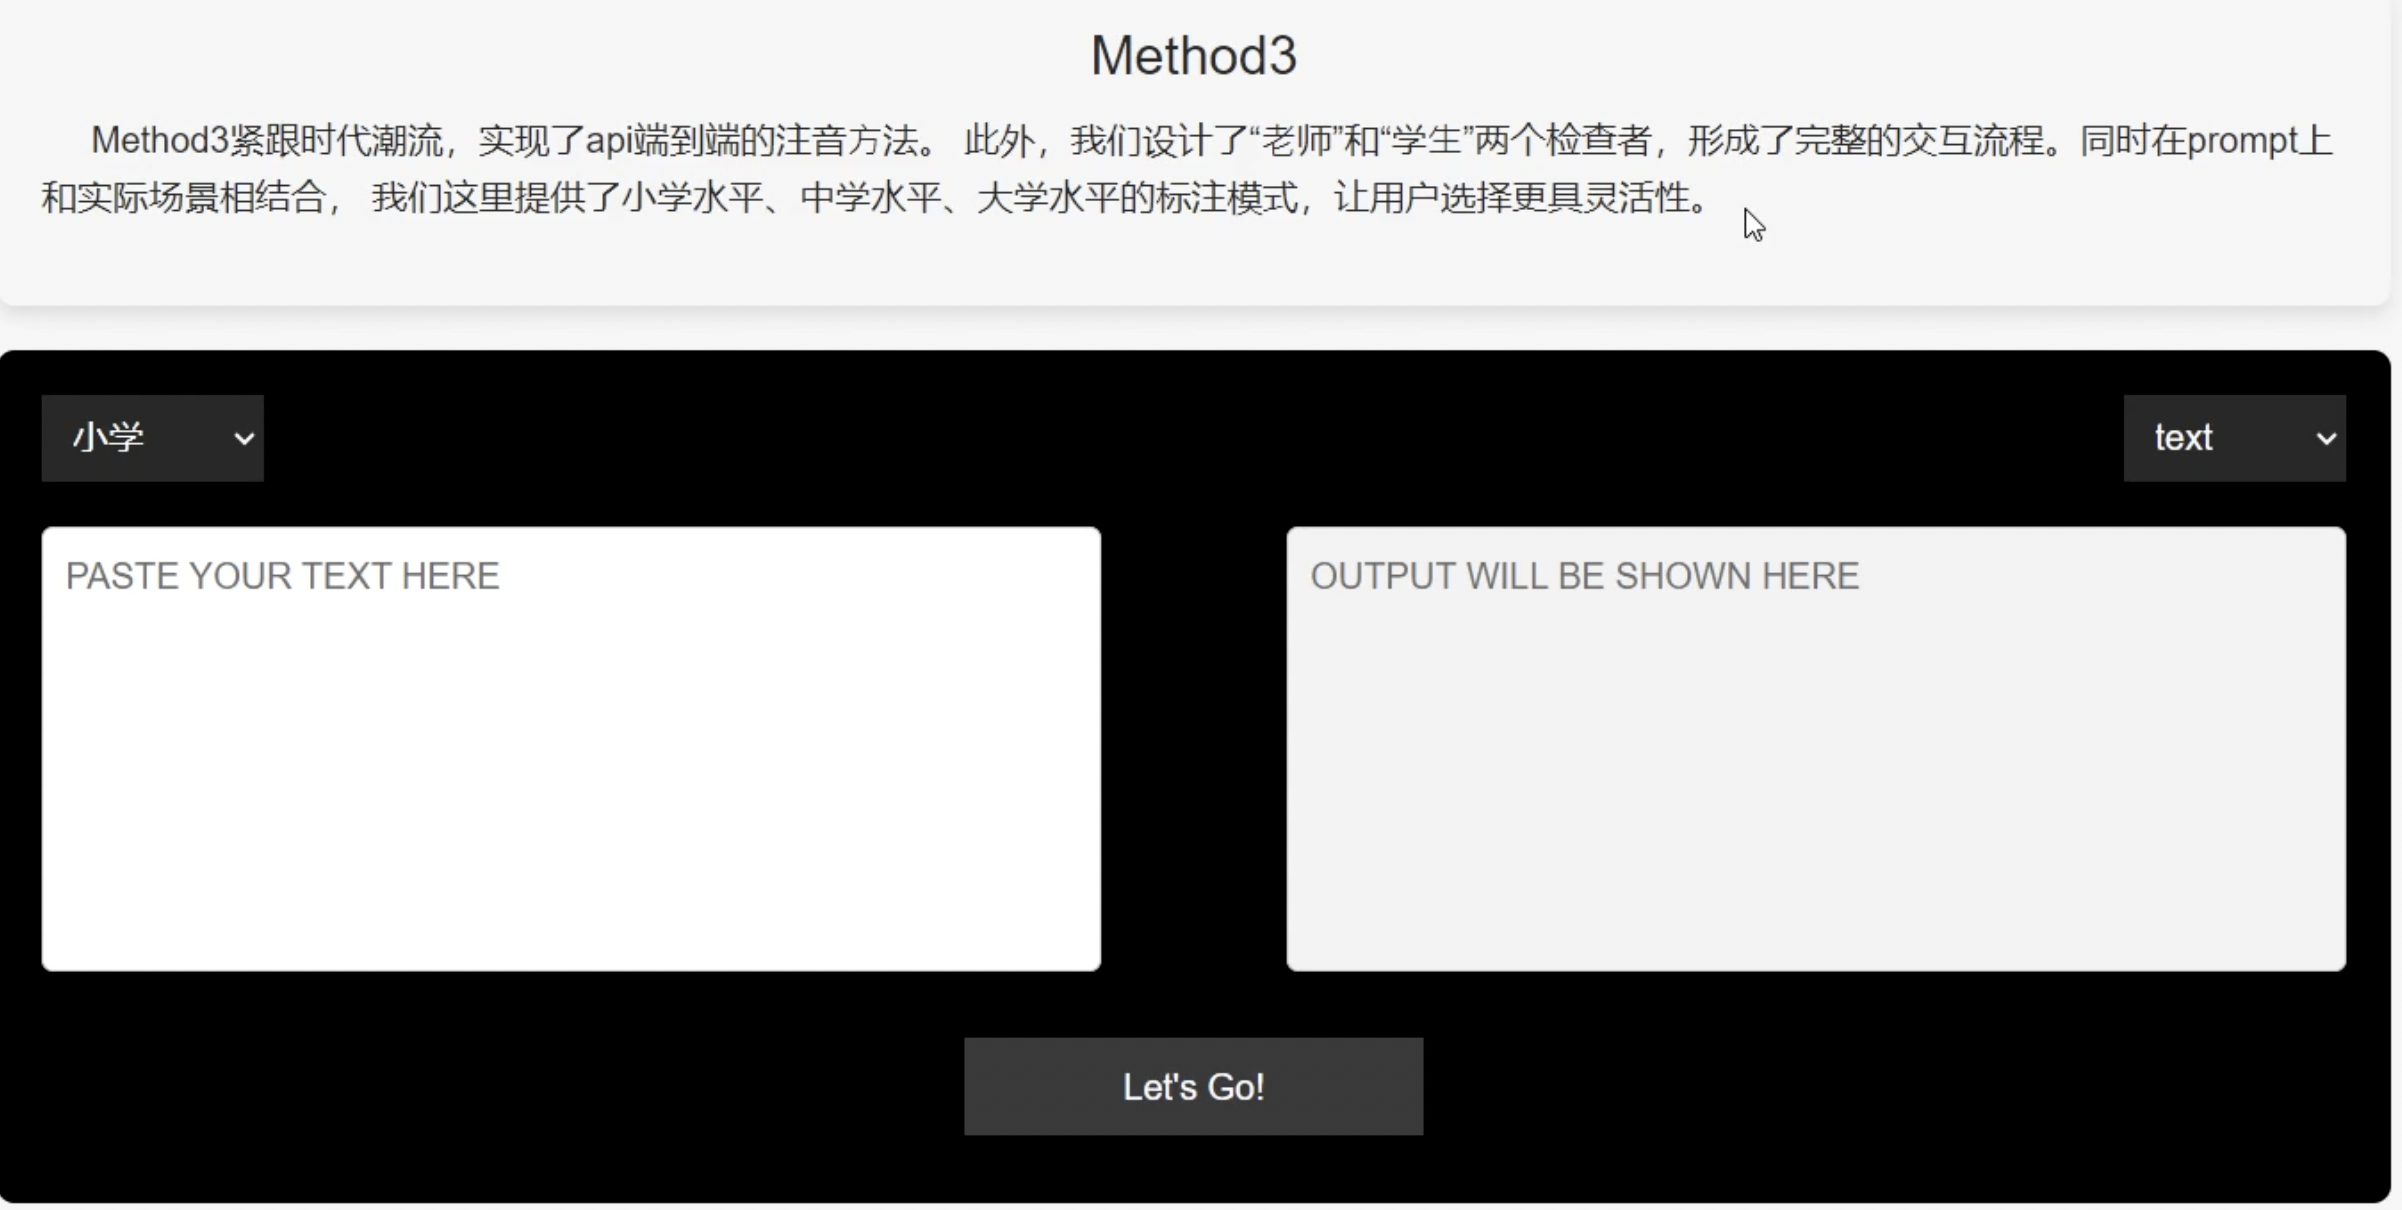 Method3
Method3紧跟时代潮流，实现了api端到端的注音方法。 此外，我们设计了“老师”和“学生”两个检查者，形成了完整的交互流程。同时在prompt上
和实际场景相结合， 我们这里提供了小学水平、中学水平、大学水平的标注模式，让用户选择更具灵活性。
小学
text
PASTE YOUR TEXT HERE
OUTPUT WILL BE SHOWN HERE
Let's Go!